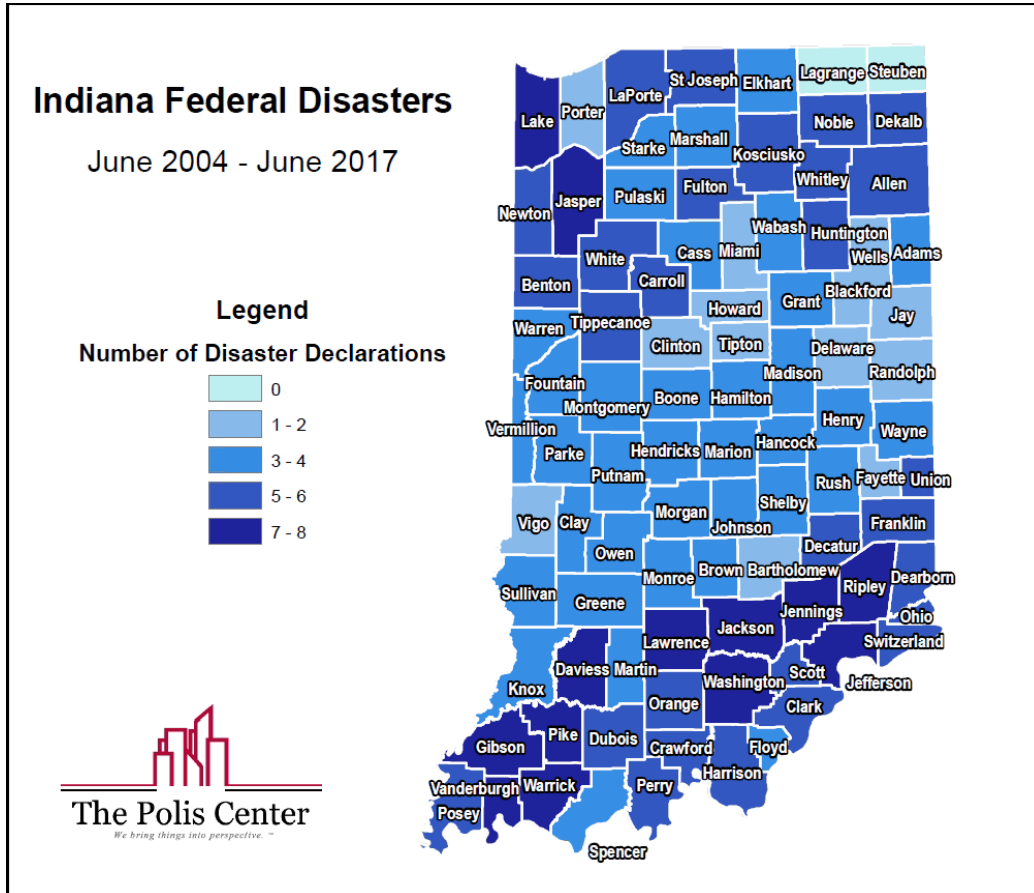 Indiana Federal Disasters
June 2004 - June 2017
Legend
Number of Disaster Declarations
0
1 - 2
3 - 4
5 - 6
7 - 8
The Polis Center
We bring things into perspective. ™
Lake
Porter
LaPorte
St Joseph
Elkhart
Lagrange
Steuben
Noble
Dekalb
Starke
Marshall
Kosciusko
Whitley
Allen
Newton
Jasper
Pulaski
Fulton
Wabash
Huntington
Wells
Adams
White
Cass
Miami
Benton
Carroll
Howard
Grant
Blackford
Jay
Warren
Tippecanoe
Clinton
Tipton
Delaware
Randolph
Fountain
Montgomery
Boone
Hamilton
Madison
Henry
Wayne
Vermillion
Parke
Putnam
Hendricks
Marion
Hancock
Rush
Fayette
Union
Vigo
Clay
Morgan
Johnson
Shelby
Franklin
Owen
Decatur
Sullivan
Greene
Monroe
Brown
Bartholomew
Ripley
Dearborn
Jennings
Ohio
Lawrence
Jackson
Switzerland
Knox
Daviess
Martin
Washington
Scott
Jefferson
Orange
Clark
Gibson
Pike
Dubois
Crawford
Floyd
Harrison
Vanderburgh
Warrick
Perry
Posey
Spencer